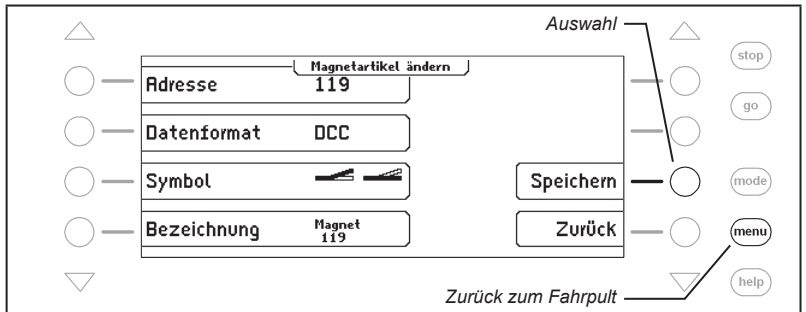 Auswahl
stop
Magnetartikel ändern
Adresse 119
go
Datenformat DCC
Symbol
Speichern
mode
Bezeichnung Magnet 119
Zurück
menu
help
Zurück zum Fahrpult